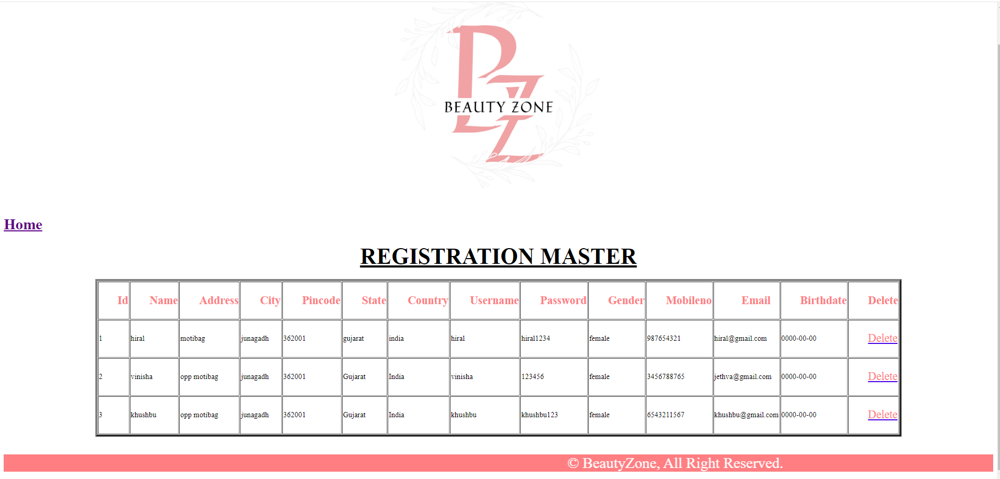 BEAUTY ZONE
Home
REGISTRATION MASTER
Id Name Address City Pincode State Country Username Password Gender Mobileno Email Birthdate Delete
1 hiral motibag junagadh 362001 gujarat india hiral hiral1234 female 987654321 hiral@gmail.com 0000-00-00 Delete
2 vinisha opp motibag junagadh 362001 Gujarat India vinisha 123456 female 3456788765 jethva@gmail.com 0000-00-00 Delete
3 khushbu opp motibag junagadh 362001 Gujarat India khushbu khushbu123 female 6543211567 khushbu@gmail.com 0000-00-00 Delete
© BeautyZone, All Right Reserved.